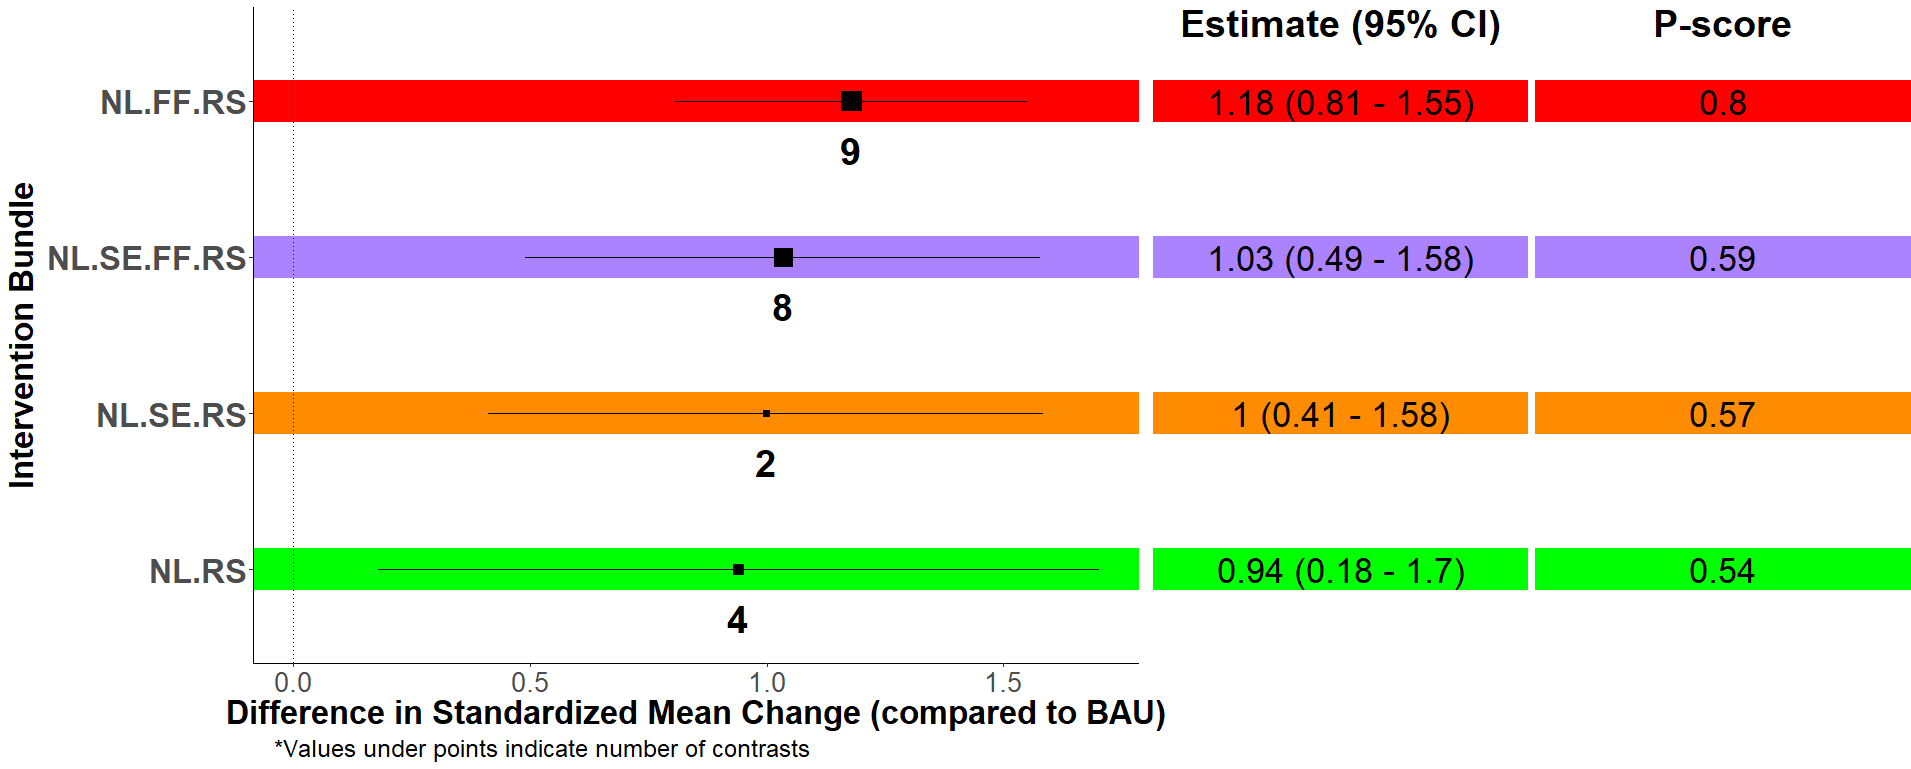 Estimate (95% CI) P-score
Intervention Bundle
NL.FF.RS 1.18 (0.81 - 1.55) 0.8
9
NL.SE.FF.RS 1.03 (0.49 - 1.58) 0.59
8
NL.SE.RS 1 (0.41 - 1.58) 0.57
2
NL.RS 0.94 (0.18 - 1.7) 0.54
4
0.0 0.5 1.0 1.5
Difference in Standardized Mean Change (compared to BAU)
*Values under points indicate number of contrasts